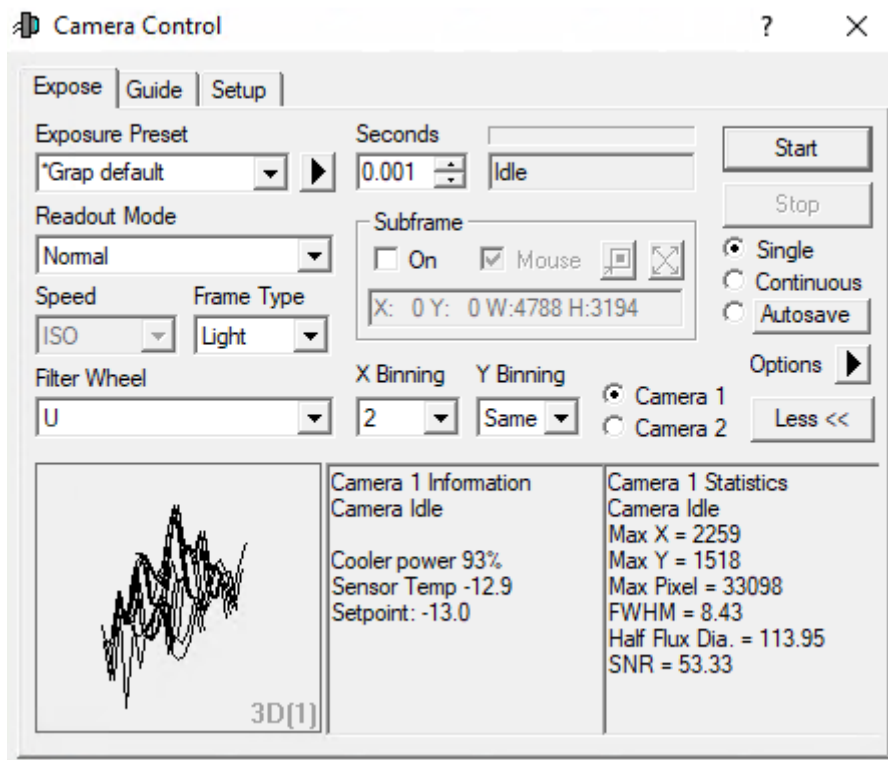 Camera Control
?
Expose Guide Setup
Exposure Preset
*Grap default
Seconds
0.001
Idle
Start
Stop
Readout Mode
Normal
Subframe
On Mouse
X: 0 Y: 0 W:4788 H:3194
Single
Continuous
Autosave
Speed Frame Type
ISO Light
Options
Filter Wheel
U
X Binning Y Binning
2 Same
Camera 1
Camera 2
Less <<
3D(1)
Camera 1 Information
Camera Idle
Cooler power 93%
Sensor Temp -12.9
Setpoint: -13.0
Camera 1 Statistics
Camera Idle
Max X = 2259
Max Y = 1518
Max Pixel = 33098
FWHM = 8.43
Half Flux Dia. = 113.95
SNR = 53.33